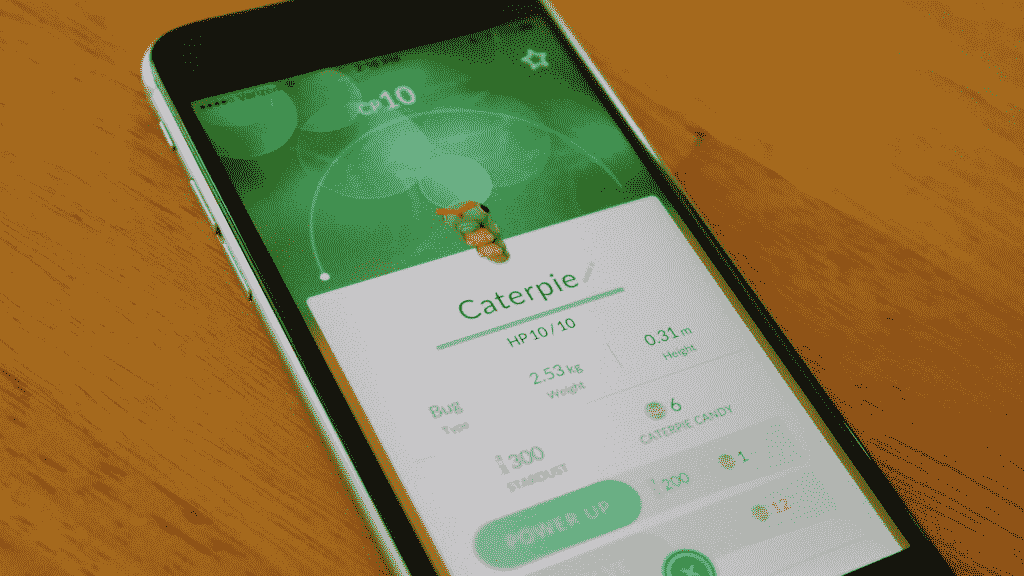 Verizon
CP10
Caterpie
HP 10 / 10
Bug
Type
2.53 kg
Weight
0.31 m
Height
300
STARDUST
6
CATERPIE CANDY
POWER UP
200
1
12